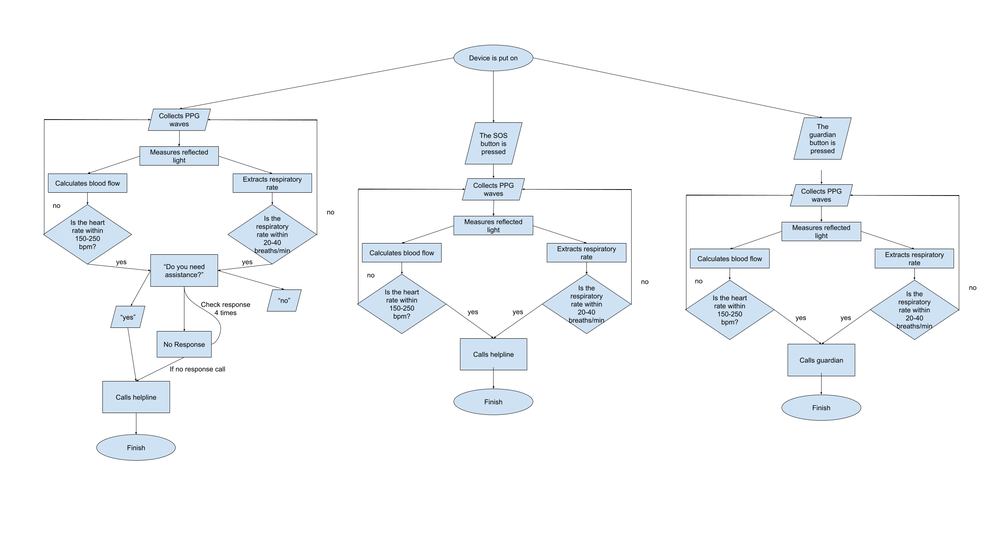 Device is put on
Collects PPG
waves
Measures reflected
light
Calculates blood flow
Extracts respiratory
rate
no
no
Is the heart
rate within
150-250
bpm?
Is the
respiratory
rate within
20-40
breaths/min
yes
yes
“Do you need
assistance?”
“yes”
Check response
4 times
“no”
No Response
If no response call
Calls helpline
Finish
The SOS
button is
pressed
Collects PPG
waves
Measures reflected
light
Calculates blood flow
Extracts respiratory
rate
no
no
Is the heart
rate within
150-250
bpm?
Is the
respiratory
rate within
20-40
breaths/min
yes
yes
Calls helpline
Finish
The
guardian
button is
pressed
Collects PPG
waves
Measures reflected
light
Calculates blood flow
Extracts respiratory
rate
no
no
Is the heart
rate within
150-250
bpm?
Is the
respiratory
rate within
20-40
breaths/min
yes
yes
Calls guardian
Finish